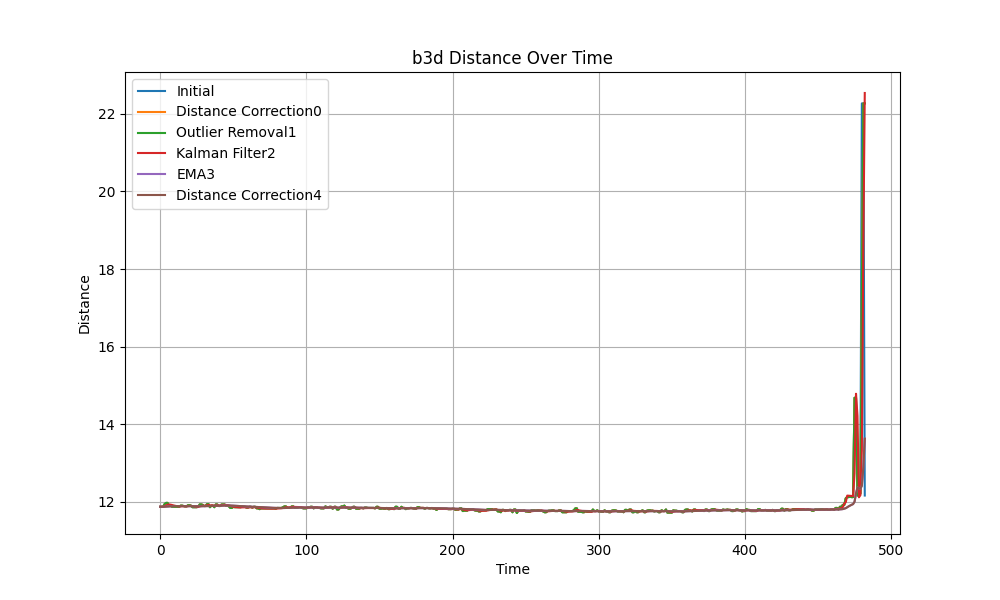 b3d Distance Over Time
Initial
Distance Correction0
Outlier Removal1
Kalman Filter2
EMA3
Distance Correction4
22
20
18
16
14
12
Distance
0
100
200
300
400
500
Time